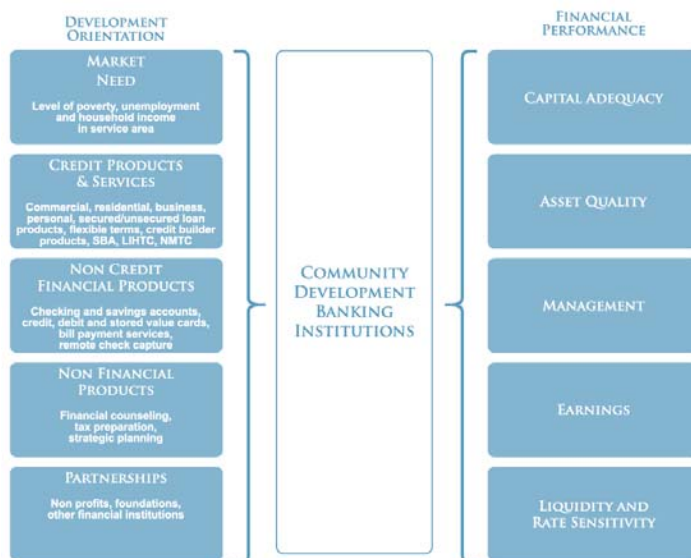 DEVELOPMENT
ORIENTATION
MARKET
NEED
Level of poverty, unemployment
and household income
in service area
CREDIT PRODUCTS
& SERVICES
Commercial, residential, business,
personal, secured/unsecured loan
products, flexible terms, credit builder
products, SBA, LIHTC, NMTC
NON CREDIT
FINANCIAL PRODUCTS
Checking and savings accounts,
credit, debit and stored value cards,
bill payment services,
remote check capture
NON FINANCIAL
PRODUCTS
Financial counseling,
tax preparation,
strategic planning
PARTNERSHIPS
Non profits, foundations,
other financial institutions
COMMUNITY
DEVELOPMENT
BANKING
INSTITUTIONS
FINANCIAL
PERFORMANCE
CAPITAL ADEQUACY
ASSET QUALITY
MANAGEMENT
EARNINGS
LIQUIDITY AND
RATE SENSITIVITY